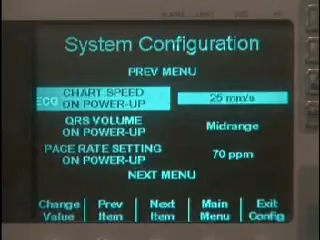 System Configuration
PREV MENU
CHART SPEED
ECG ON POWER-UP 25 mm/s
QRS VOLUME
ON POWER-UP Midrange
PACE RATE SETTING
ON POWER-UP 70 ppm
NEXT MENU
Change Prev Next Main Exit
Value Item Item Menu Config